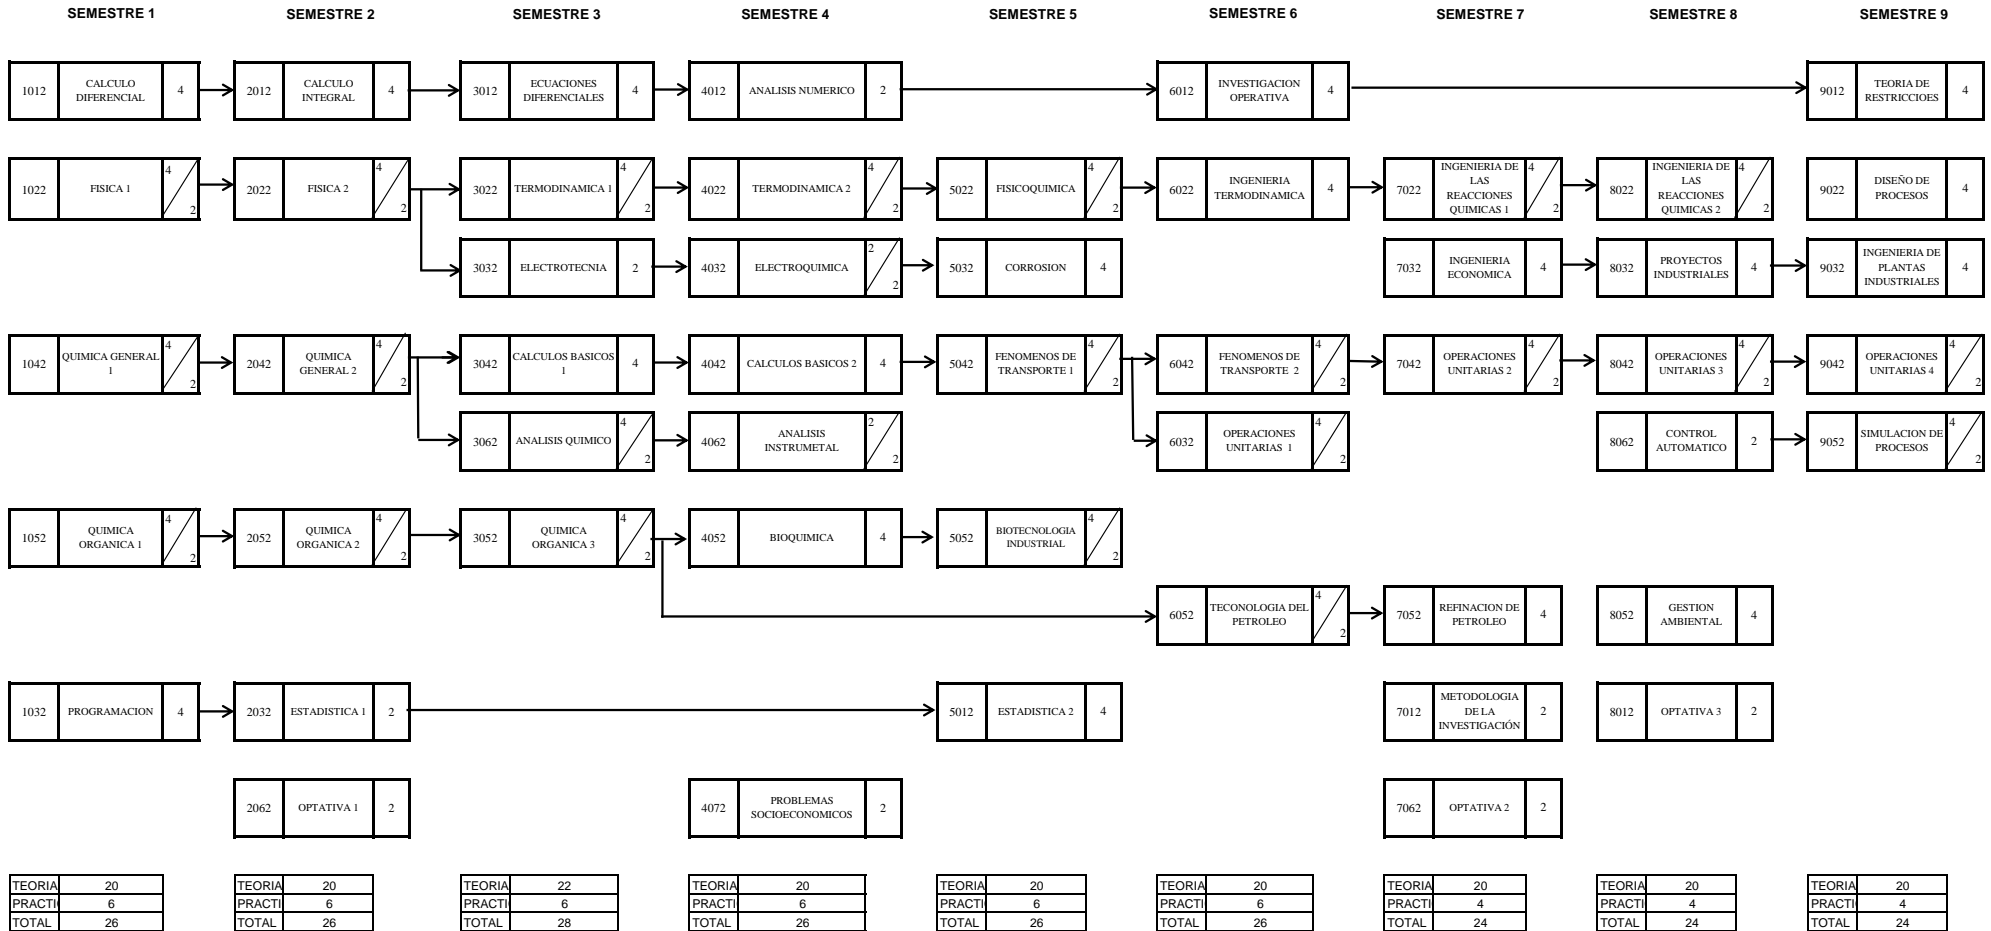 SEMESTRE 1 SEMESTRE 2 SEMESTRE 3 SEMESTRE 4 SEMESTRE 5 SEMESTRE 6 SEMESTRE 7 SEMESTRE 8 SEMESTRE 9
1012 CALCULO DIFERENCIAL 4
2012 CALCULO INTEGRAL 4
3012 ECUACIONES DIFERENCIALES 4
4012 ANALISIS NUMERICO 2
6012 INVESTIGACION OPERATIVA 4
9012 TEORIA DE RESTRICCIOES 4
1022 FISICA 1 4 2
2022 FISICA 2 4 2
3022 TERMODINAMICA 1 4 2
4022 TERMODINAMICA 2 4 2
5022 FISICOQUIMICA 4 2
6022 INGENIERIA TERMODINAMICA 4
7022 INGENIERIA DE LAS REACCIONES QUIMICAS 1 4 2
8022 INGENIERIA DE LAS REACCIONES QUIMICAS 2 4 2
9022 DISEÑO DE PROCESOS 4
3032 ELECTROTECNIA 2
4032 ELECTROQUIMICA 2 2
5032 CORROSION 4
7032 INGENIERIA ECONOMICA 4
8032 PROYECTOS INDUSTRIALES 4
9032 INGENIERIA DE PLANTAS INDUSTRIALES 4
1042 QUIMICA GENERAL 1 4 2
2042 QUIMICA GENERAL 2 4 2
3042 CALCULOS BASICOS 1 4
4042 CALCULOS BASICOS 2 4
5042 FENOMENOS DE TRANSPORTE 1 4 2
6042 FENOMENOS DE TRANSPORTE 2 4 2
7042 OPERACIONES UNITARIAS 2 4 2
8042 OPERACIONES UNITARIAS 3 4 2
9042 OPERACIONES UNITARIAS 4 4 2
3062 ANALISIS QUIMICO 4 2
4062 ANALISIS INSTRUMETAL 2 2
6032 OPERACIONES UNITARIAS 1 4 2
8062 CONTROL AUTOMATICO 2
9052 SIMULACION DE PROCESOS 4 2
1052 QUIMICA ORGANICA 1 4 2
2052 QUIMICA ORGANICA 2 4 2
3052 QUIMICA ORGANICA 3 4 2
4052 BIOQUIMICA 4
5052 BIOTECNOLOGIA INDUSTRIAL 4 2
6052 TECONOLOGIA DEL PETROLEO 4 2
7052 REFINACION DE PETROLEO 4
8052 GESTION AMBIENTAL 4
1032 PROGRAMACION 4
2032 ESTADISTICA 1 2
5012 ESTADISTICA 2 4
7012 METODOLOGIA DE LA INVESTIGACIÓN 2
8012 OPTATIVA 3 2
2062 OPTATIVA 1 2
4072 PROBLEMAS SOCIOECONOMICOS 2
7062 OPTATIVA 2 2
TEORIA 20 TEORIA 20 TEORIA 22 TEORIA 20 TEORIA 20 TEORIA 20 TEORIA 20 TEORIA 20 TEORIA 20
PRACTI 6 PRACTI 6 PRACTI 6 PRACTI 6 PRACTI 6 PRACTI 6 PRACTI 4 PRACTI 4 PRACTI 4
TOTAL 26 TOTAL 26 TOTAL 28 TOTAL 26 TOTAL 26 TOTAL 26 TOTAL 24 TOTAL 24 TOTAL 24